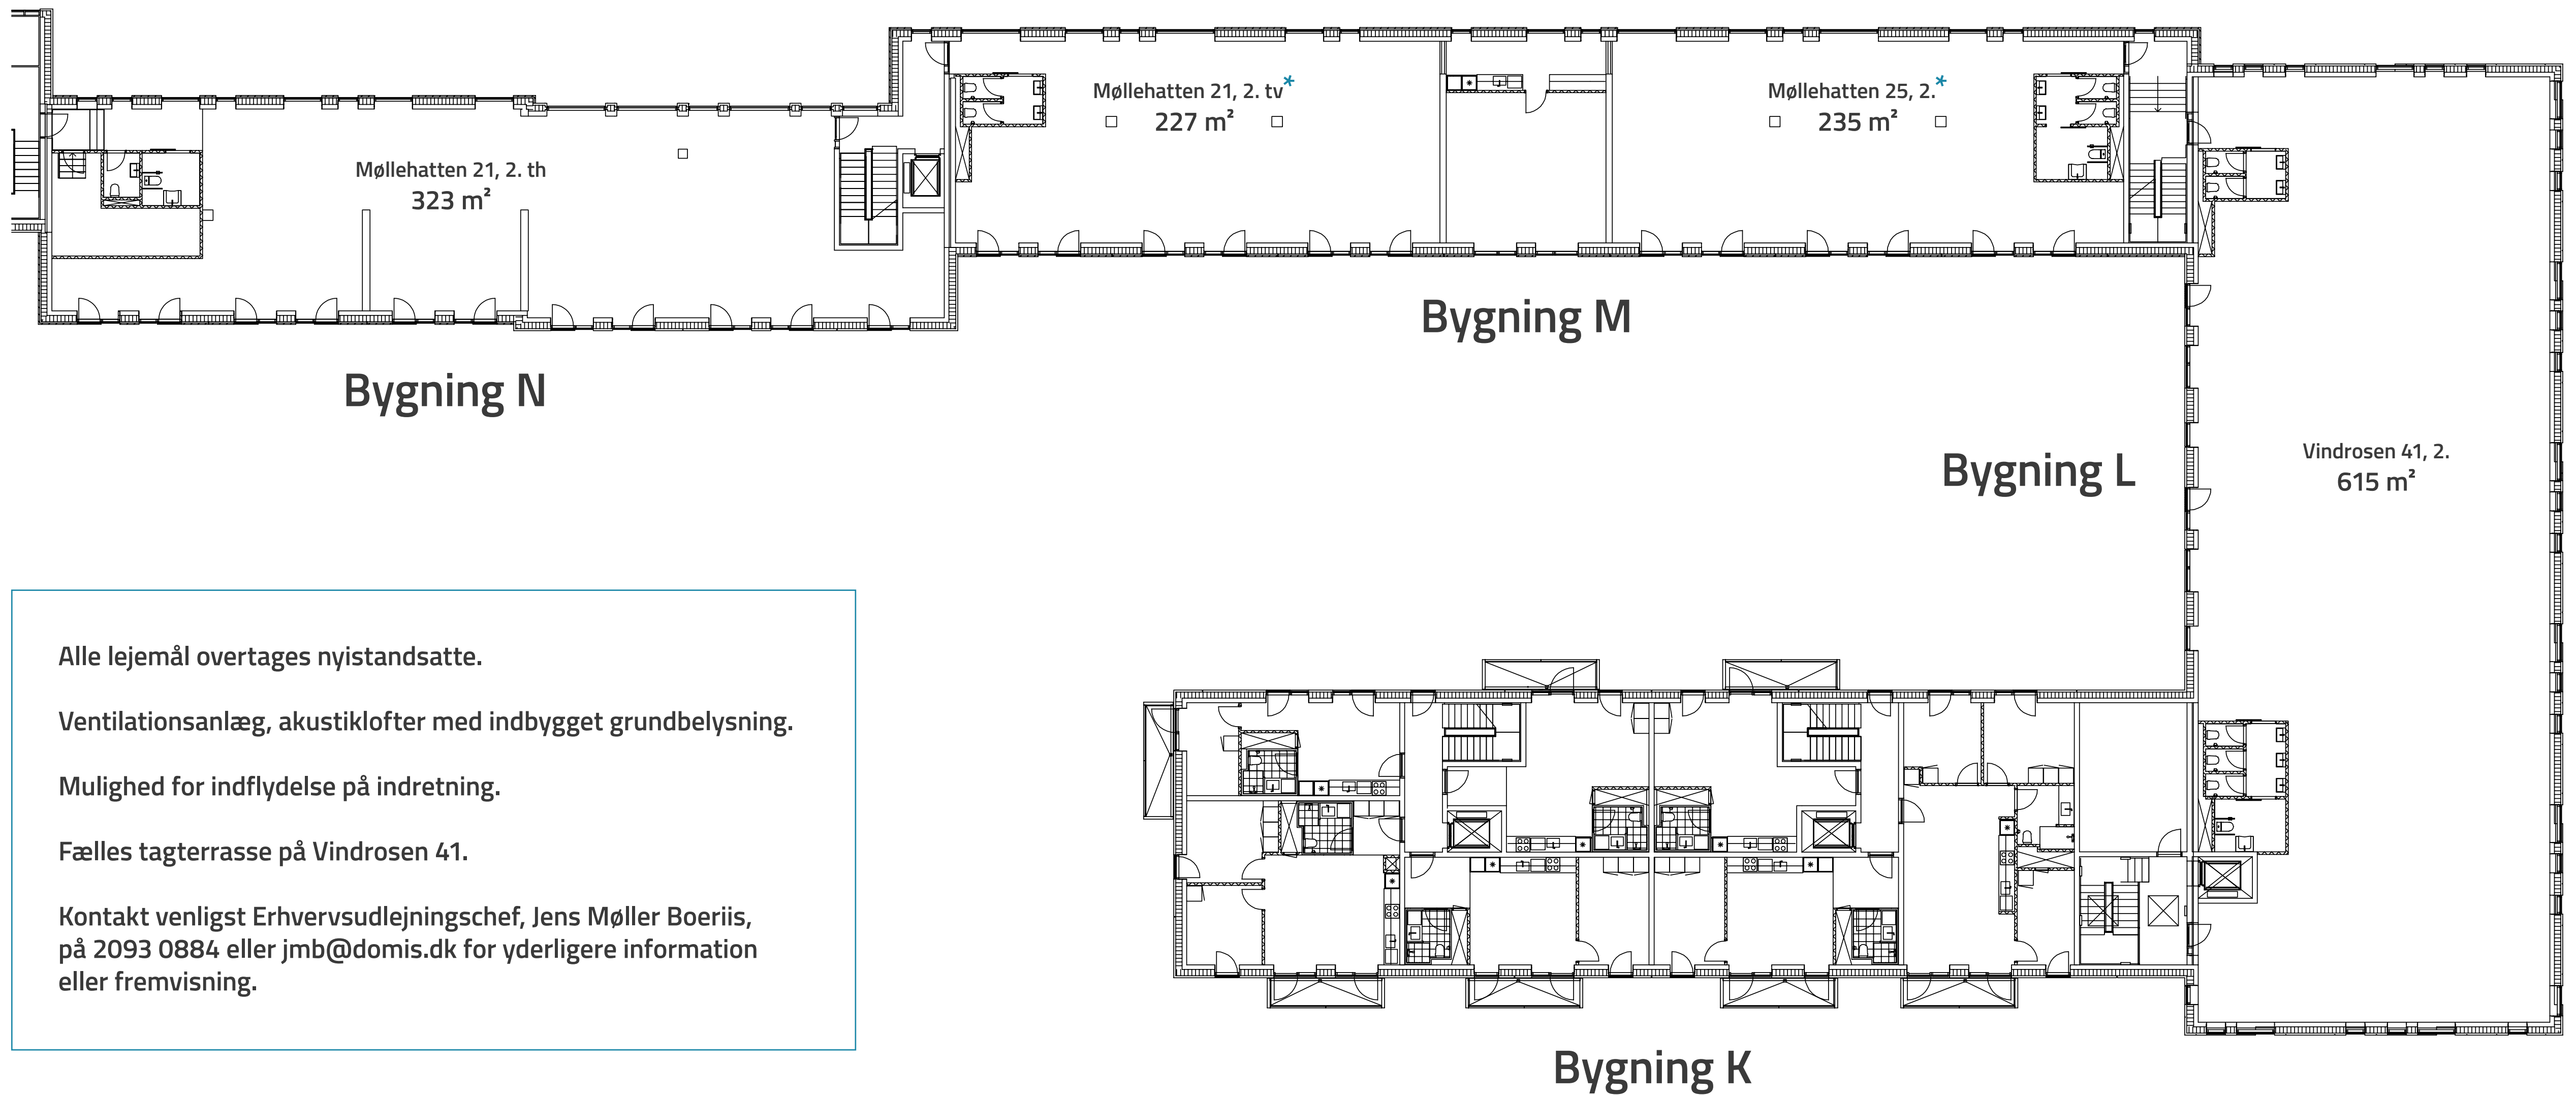 Møllehatten 21, 2. tv*
227 m²
Møllehatten 25, 2.*
235 m²
Møllehatten 21, 2. th
323 m²
Bygning M
Bygning N
Bygning L
Vindrosen 41, 2.
615 m²
Alle lejemål overtages nyistandsatte.
Ventilationsanlæg, akustiklofter med indbygget grundbelysning.
Mulighed for indflydelse på indretning.
Fælles tagterrasse på Vindrosen 41.
Kontakt venligst Erhvervsudlejningschef, Jens Møller Boeriis,
på 2093 0884 eller jmb@domis.dk for yderligere information
eller fremvisning.
Bygning K